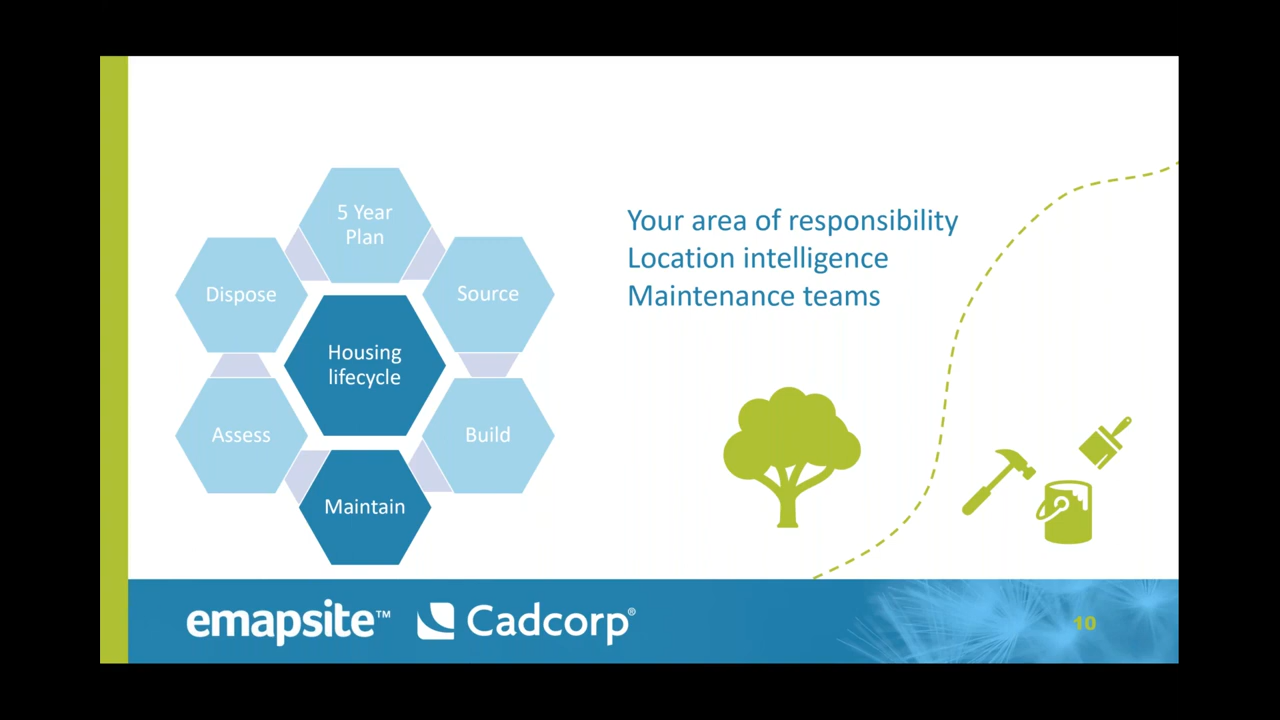 5 Year
Plan
Source
Build
Maintain
Assess
Dispose
Housing
lifecycle
Your area of responsibility
Location intelligence
Maintenance teams
emapsite™
Cadcorp®
10